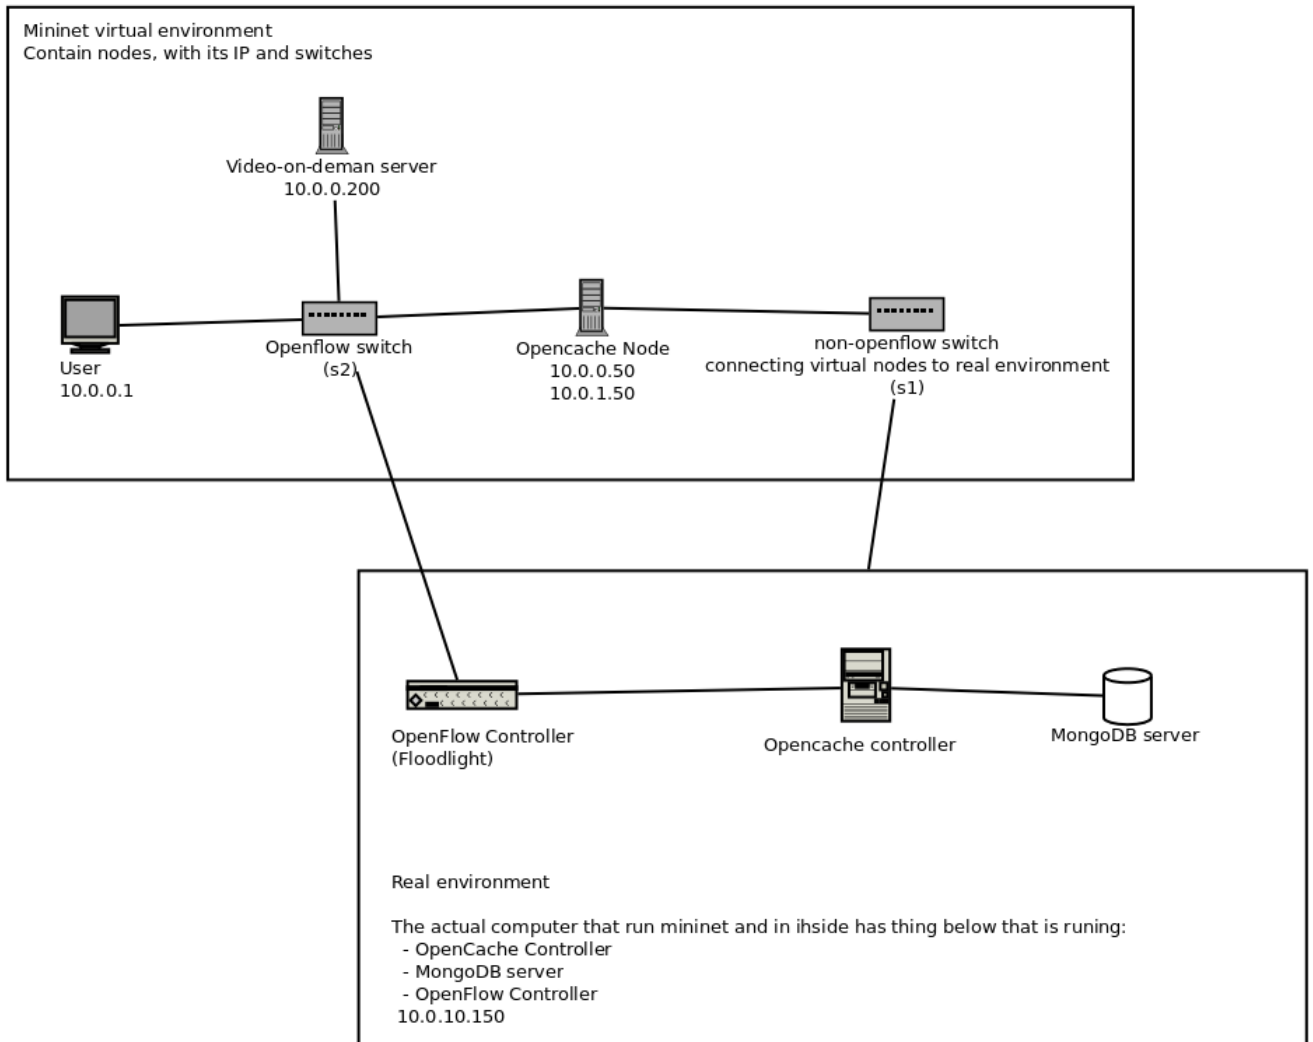 Mininet virtual environment
Contain nodes, with its IP and switches
Video-on-deman server
10.0.0.200
User
10.0.0.1
Openflow switch
(s2)
Opencache Node
10.0.0.50
10.0.1.50
non-openflow switch
connecting virtual nodes to real environment
(s1)
OpenFlow Controller
(Floodlight)
Opencache controller
MongoDB server
Real environment
The actual computer that run mininet and in ihside has thing below that is runing:
- OpenCache Controller
- MongoDB server
- OpenFlow Controller
10.0.10.150